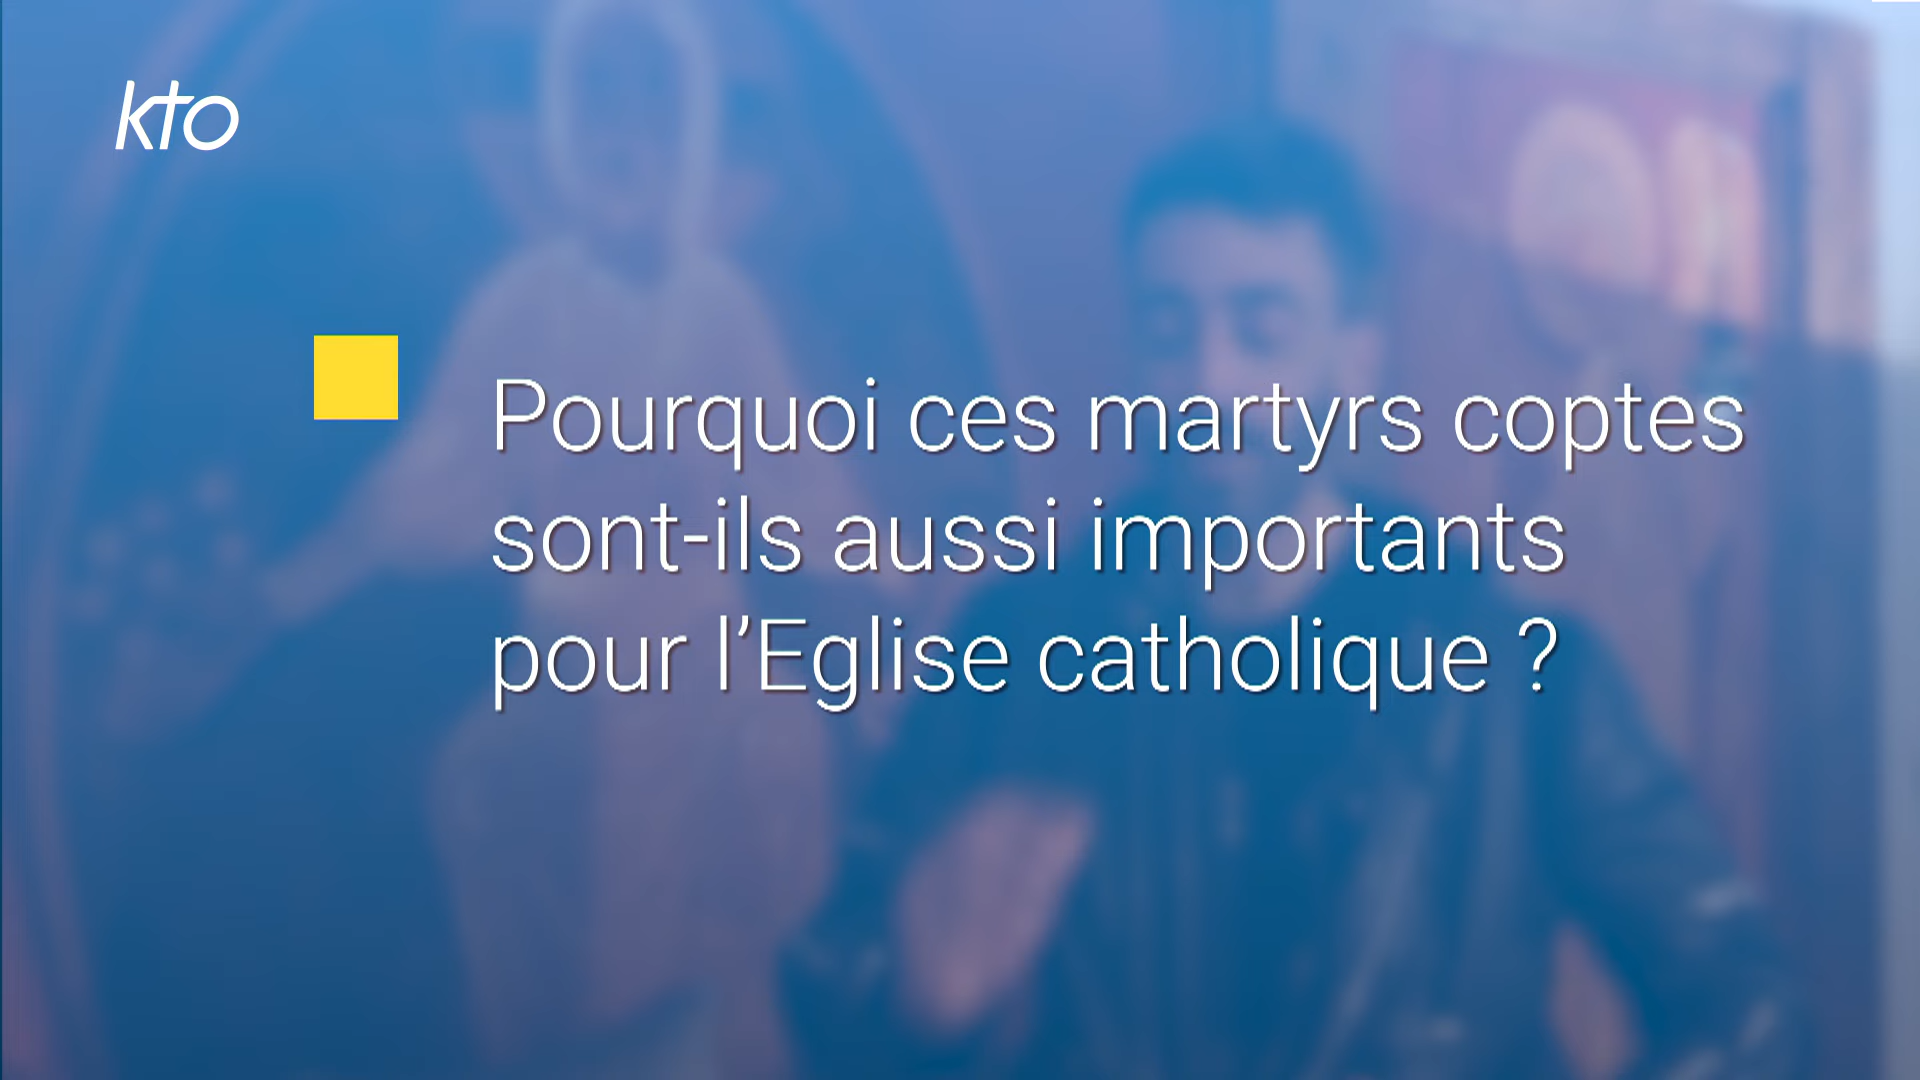 kto
Pourquoi ces martyrs coptes
sont-ils aussi importants
pour l’Eglise catholique ?